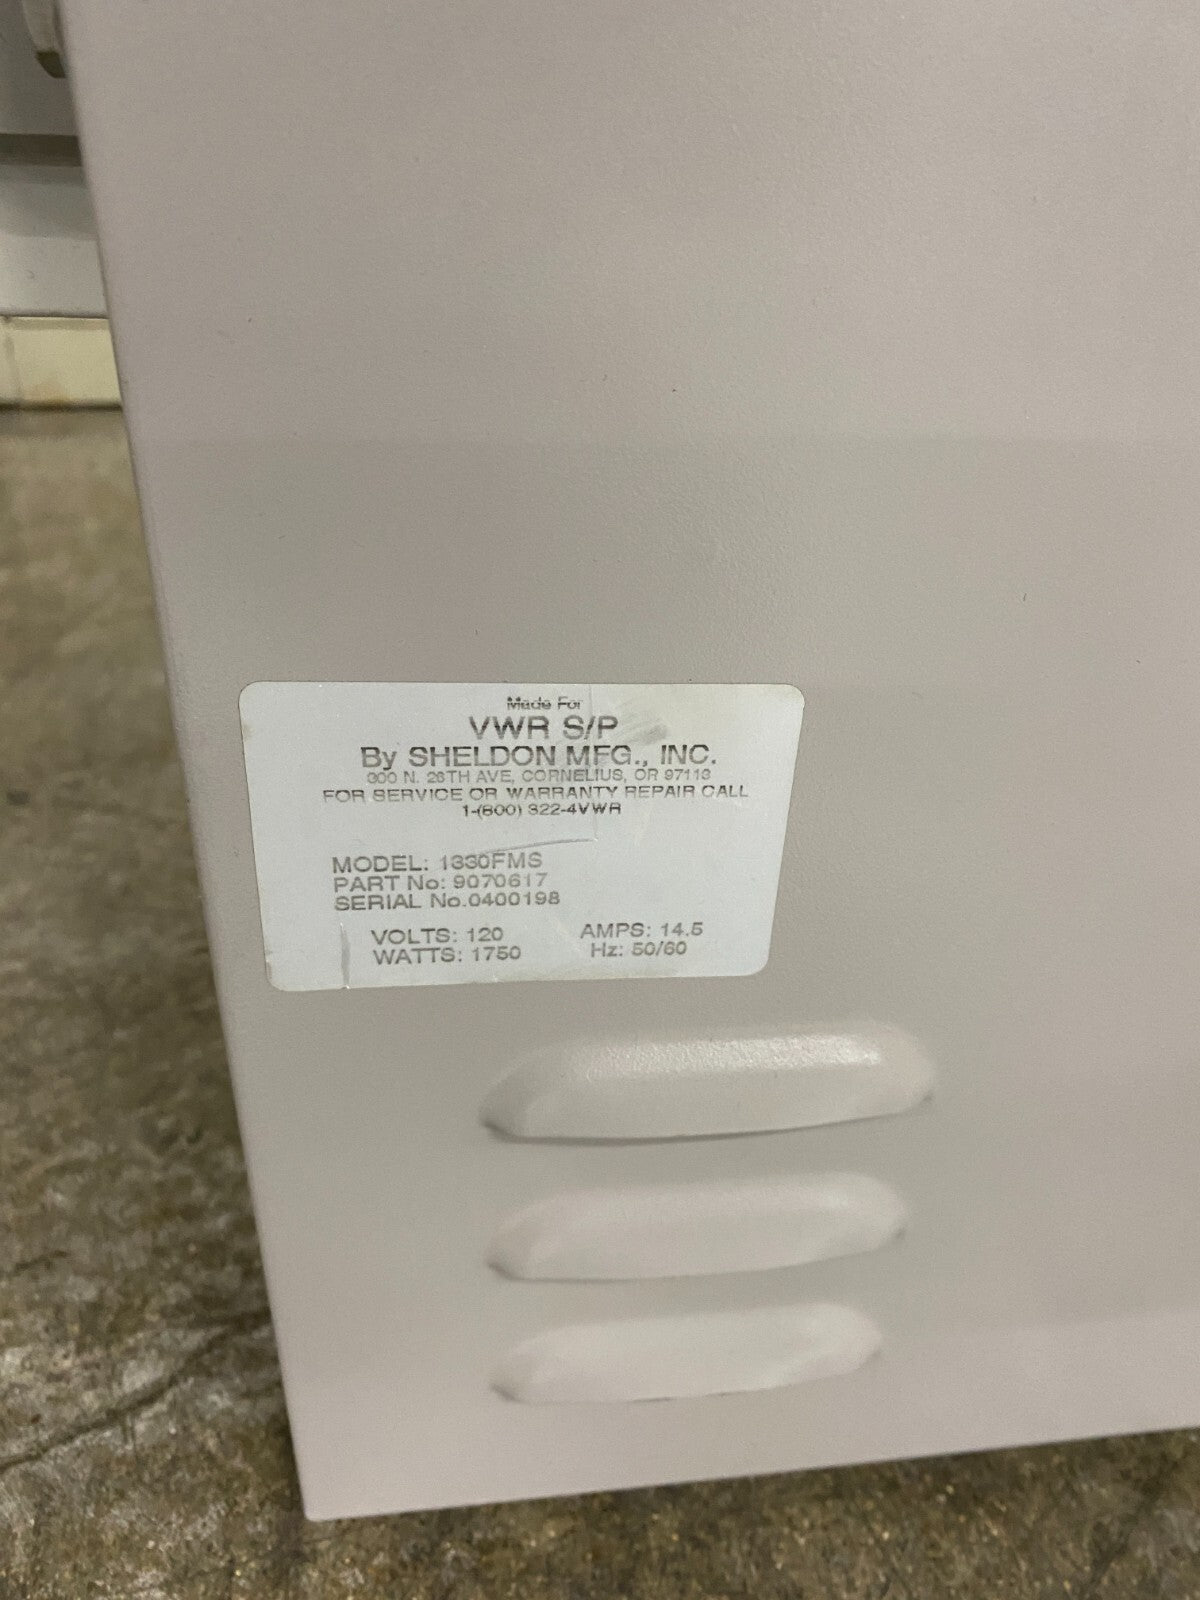 Made For
VWR S/P
By SHELDON MFG., INC.
300 N. 26TH AVE, CORNELIUS, OR 97113
FOR SERVICE OR WARRANTY REPAIR CALL
1-(800) 322-4VWR
MODEL: 1330FMS
PART No: 9070617
SERIAL No.0400198
VOLTS: 120 AMPS: 14.5
WATTS: 1750 Hz: 50/60